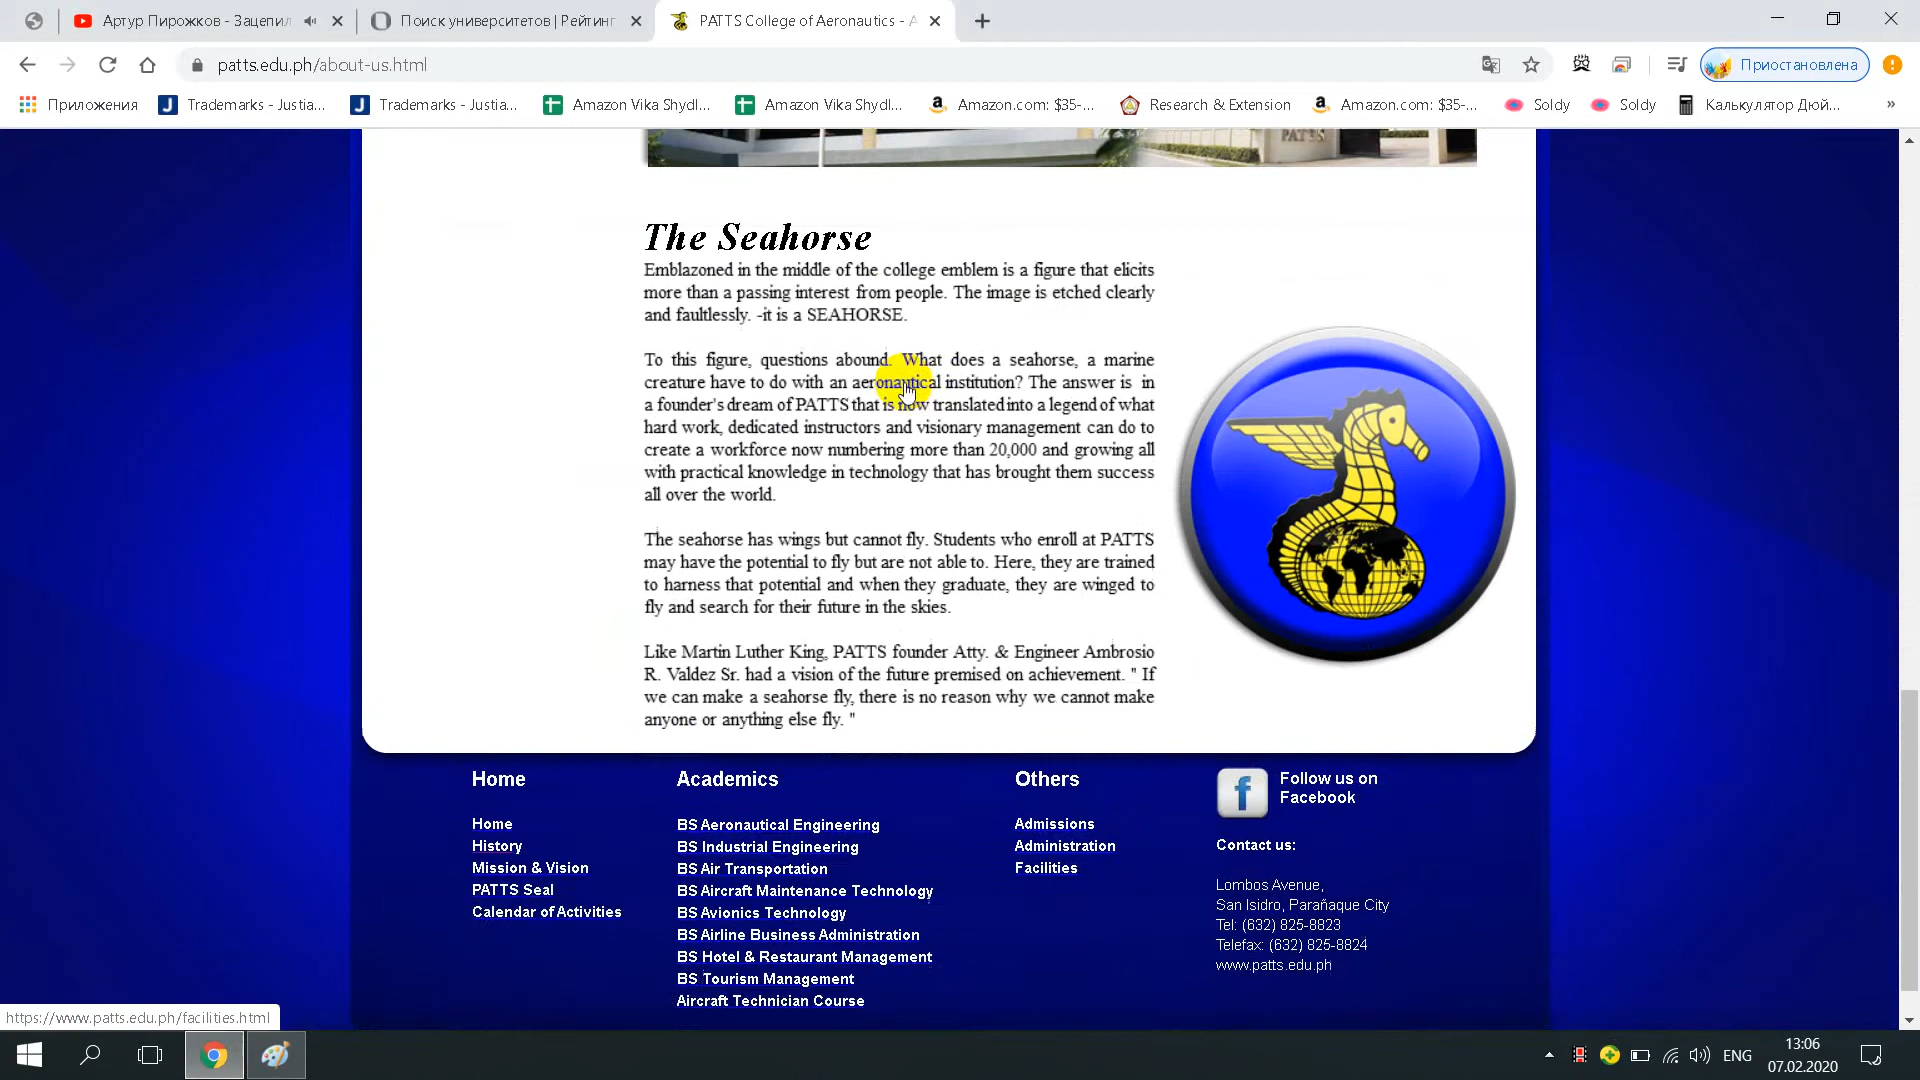 Артур Пирожков - Зацепил
Поиск университетов | Рейтинг
PATTS College of Aeronautics - A
patts.edu.ph/about-us.html
Приостановлена
Приложения
Trademarks - Justia...
Trademarks - Justia...
Amazon Vika Shydl...
Amazon Vika Shydl...
Amazon.com: $35-...
Research & Extension
Amazon.com: $35-...
Soldy
Soldy
Калькулятор Дюй...
»
PATTS
The Seahorse
Emblazoned in the middle of the college emblem is a figure that elicits
more than a passing interest from people. The image is etched clearly
and faultlessly. -it is a SEAHORSE.
To this figure, questions abound. What does a seahorse, a marine
creature have to do with an aeronautical institution? The answer is in
a founder's dream of PATTS that is now translated into a legend of what
hard work, dedicated instructors and visionary management can do to
create a workforce now numbering more than 20,000 and growing all
with practical knowledge in technology that has brought them success
all over the world.
The seahorse has wings but cannot fly. Students who enroll at PATTS
may have the potential to fly but are not able to. Here, they are trained
to harness that potential and when they graduate, they are winged to
fly and search for their future in the skies.
Like Martin Luther King, PATTS founder Atty. & Engineer Ambrosio
R. Valdez Sr. had a vision of the future premised on achievement. " If
we can make a seahorse fly, there is no reason why we cannot make
anyone or anything else fly. "
Home
Home
History
Mission & Vision
PATTS Seal
Calendar of Activities
Academics
BS Aeronautical Engineering
BS Industrial Engineering
BS Air Transportation
BS Aircraft Maintenance Technology
BS Avionics Technology
BS Airline Business Administration
BS Hotel & Restaurant Management
BS Tourism Management
Aircraft Technician Course
Others
Admissions
Administration
Facilities
Follow us on
Facebook
Contact us:
Lombos Avenue,
San Isidro, Parañaque City
Tel: (632) 825-8823
Telefax: (632) 825-8824
www.patts.edu.ph
https://www.patts.edu.ph/facilities.html
ENG
13:06
07.02.2020